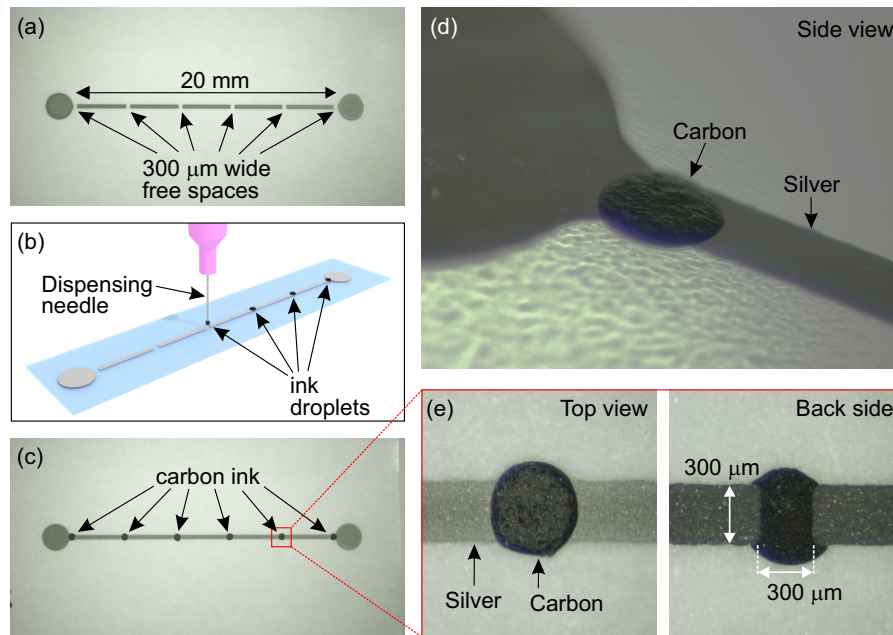 (a)
20 mm
300 μm wide
free spaces
(b)
Dispensing
needle
ink
droplets
(c)
carbon ink
(d)
Side view
Carbon
Silver
(e)
Top view
Silver
Carbon
Back side
300 μm
300 μm